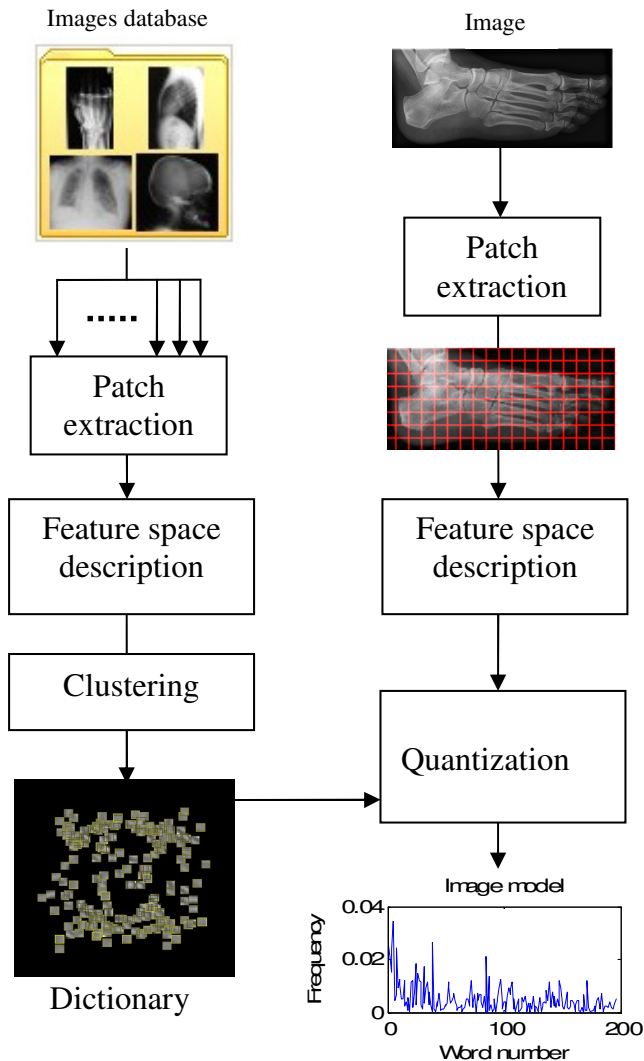 Images database
Image
Patch
extraction
.....
Patch
extraction
Feature space
description
Feature space
description
Clustering
Quantization
Dictionary
Image model
Frequency
0.04
0.02
0
0
100
200
Word number